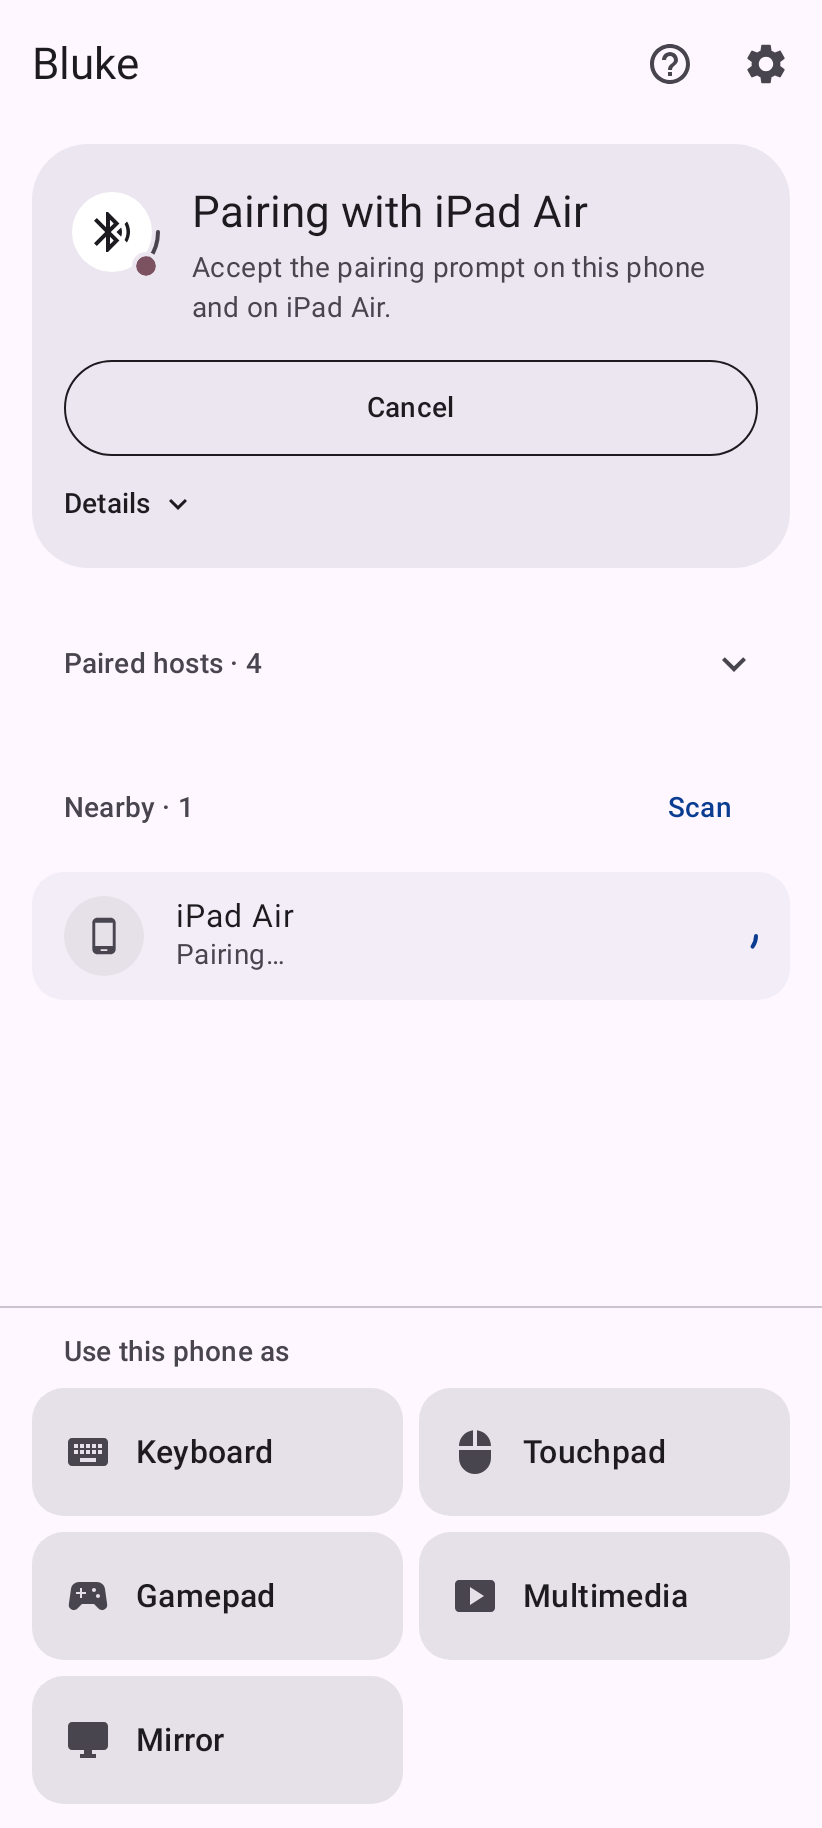 Bluke
Pairing with iPad Air
Accept the pairing prompt on this phone
and on iPad Air.
Cancel
Details
Paired hosts · 4
Nearby · 1
Scan
iPad Air
Pairing…
Use this phone as
Keyboard
Touchpad
Gamepad
Multimedia
Mirror